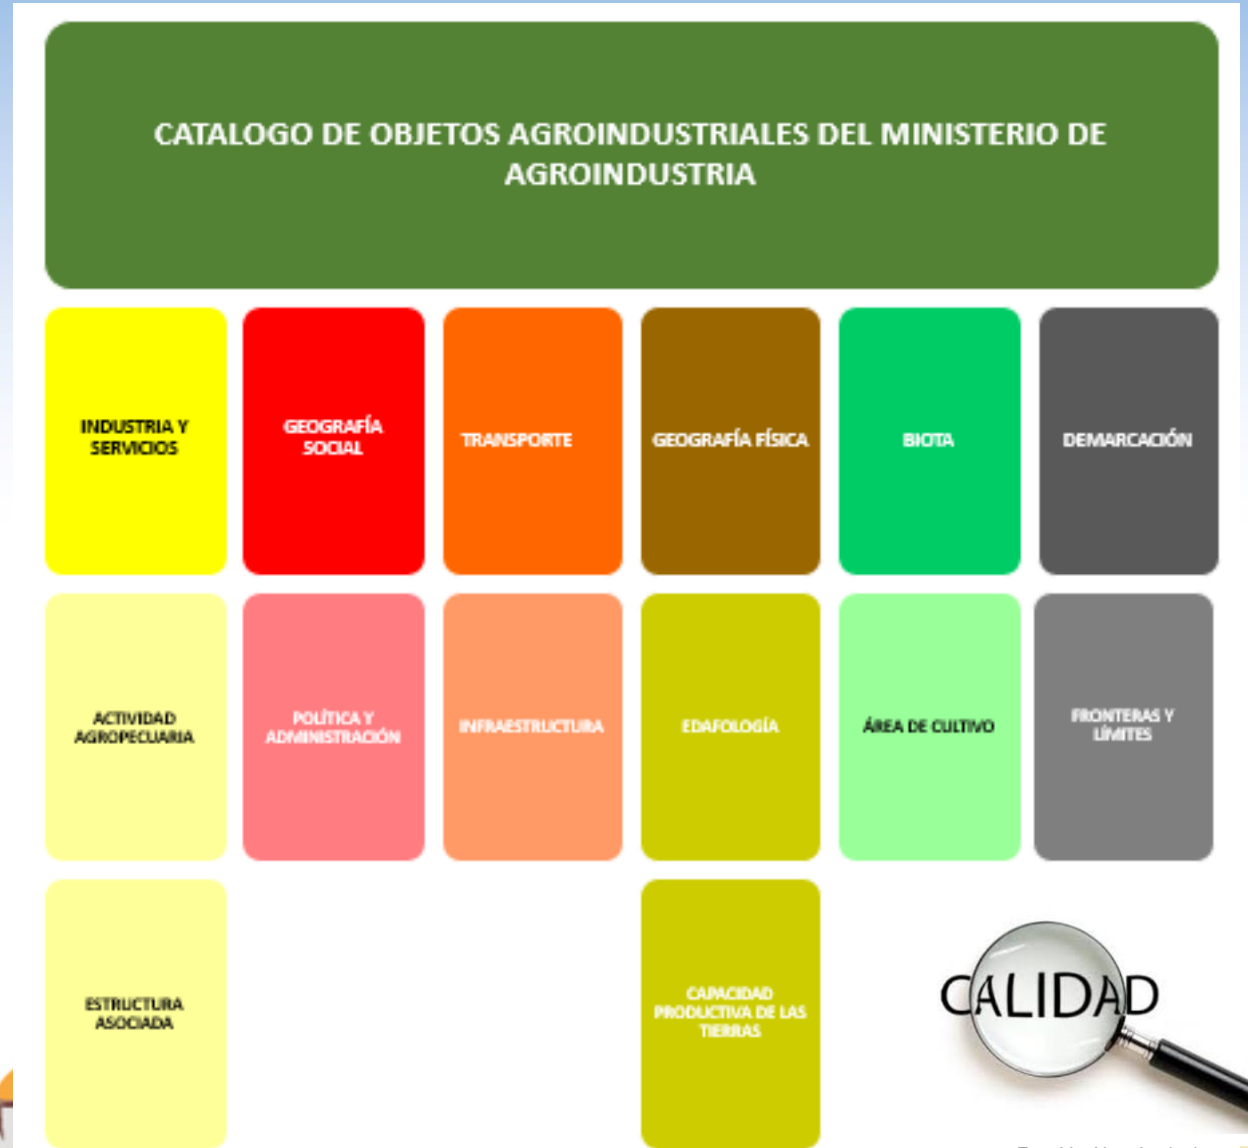 CATALOGO DE OBJETOS AGROINDUSTRIALES DEL MINISTERIO DE
AGROINDUSTRIA
INDUSTRIA Y
SERVICIOS
GEOGRAFÍA
SOCIAL
TRANSPORTE
GEOGRAFÍA FÍSICA
BIOTA
DEMARCACIÓN
ACTIVIDAD
AGROPECUARIA
POLÍTICA Y
ADMINISTRACIÓN
INFRAESTRUCTURA
EDAFOLOGÍA
ÁREA DE CULTIVO
FRONTERAS Y
LÍMITES
ESTRUCTURA
ASOCIADA
CAPACIDAD
PRODUCTIVA DE LAS
TIERRAS
CALIDAD